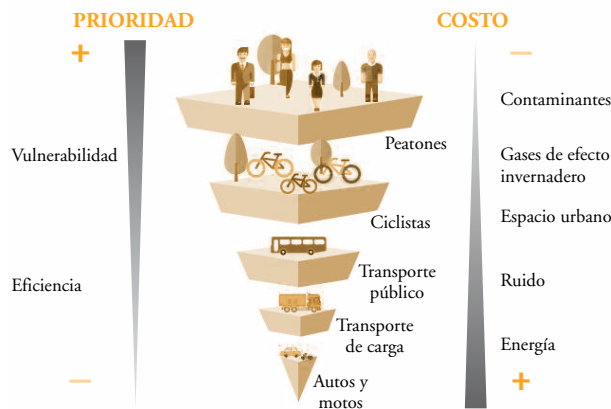 PRIORIDAD
+
Vulnerabilidad
Eficiencia
−
Peatones
Ciclistas
Transporte
público
Transporte
de carga
Autos y
motos
COSTO
−
Contaminantes
Gases de efecto
invernadero
Espacio urbano
Ruido
Energía
+